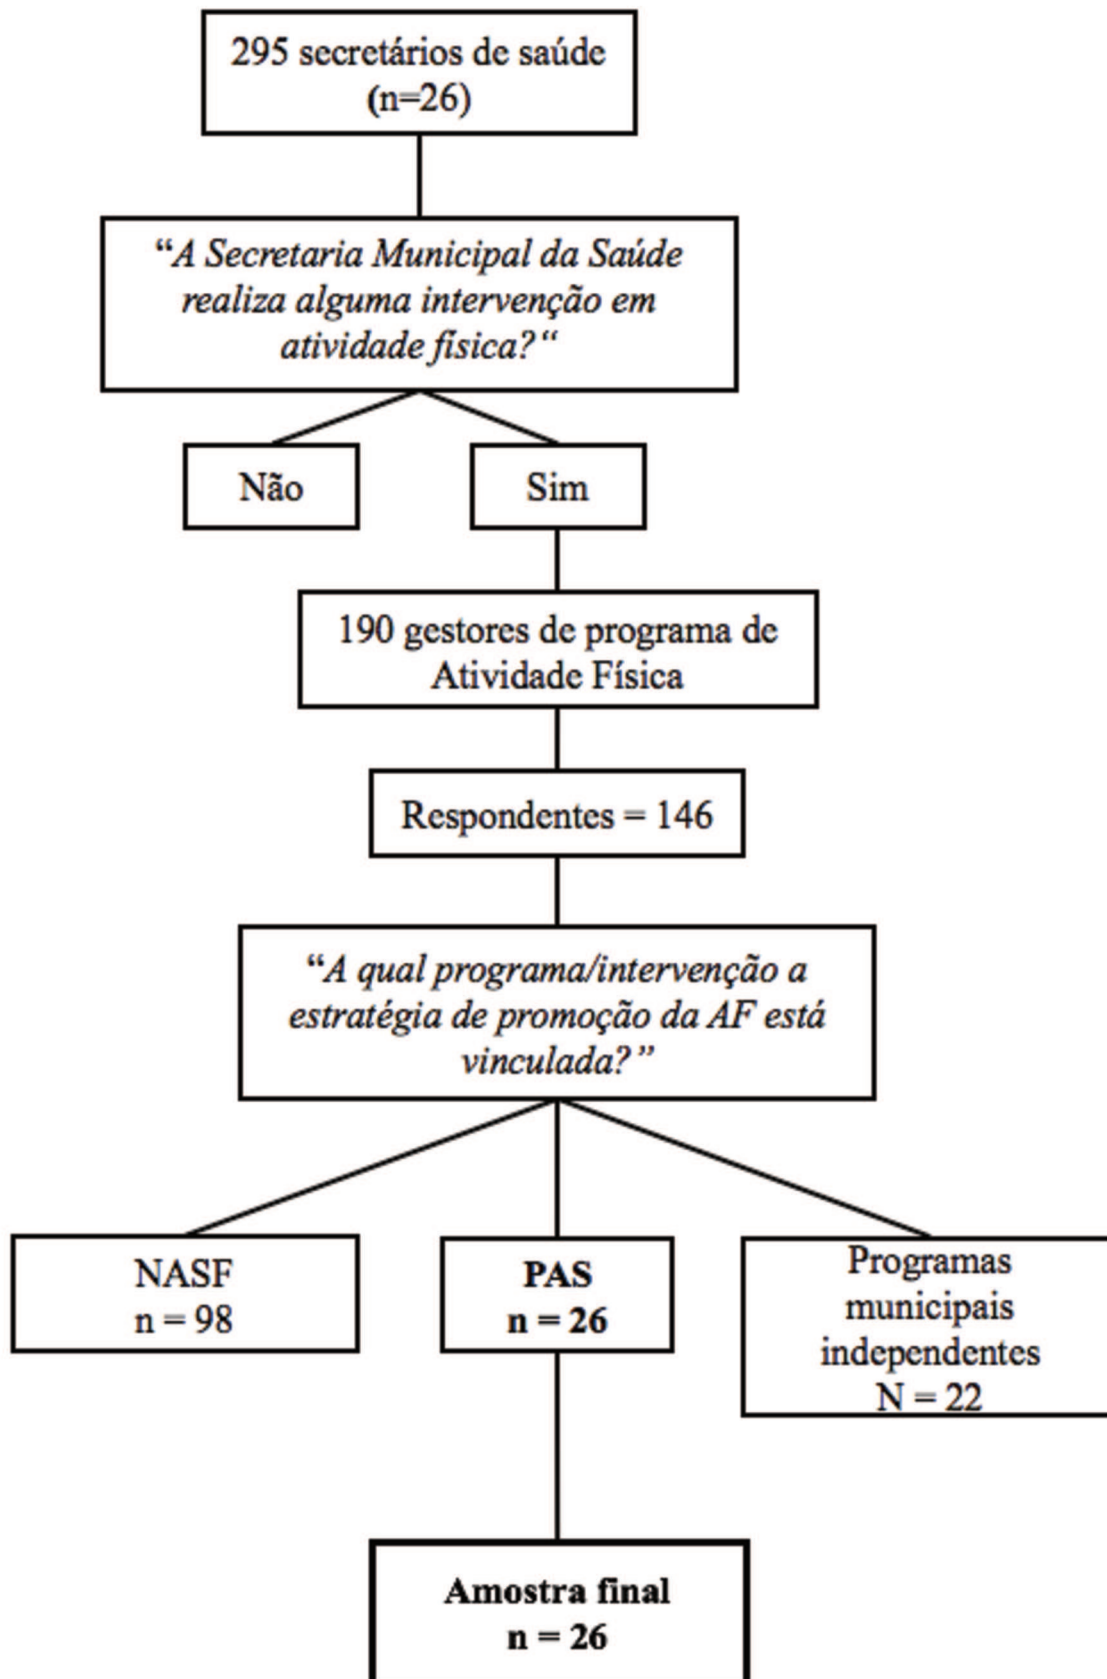 295 secretários de saúde
(n=26)
“A Secretaria Municipal da Saúde
realiza alguma intervenção em
atividade física?“
Não
Sim
190 gestores de programa de
Atividade Física
Respondentes = 146
“A qual programa/intervenção a
estratégia de promoção da AF está
vinculada?”
NASF
n = 98
PAS
n = 26
Programas
municipais
independentes
N = 22
Amostra final
n = 26